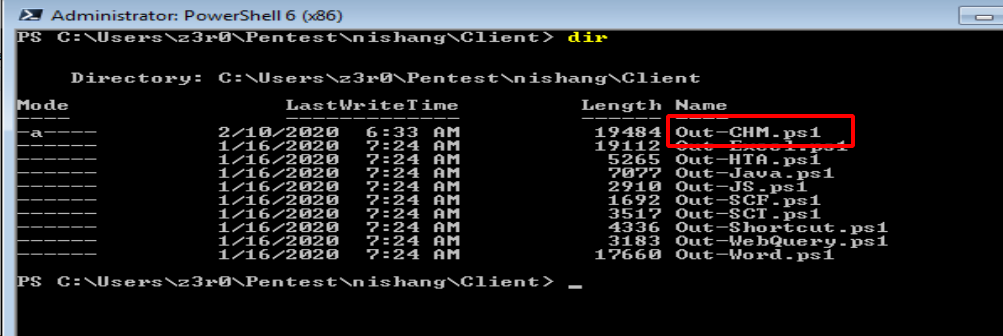 Administrator: PowerShell 6 (x86)
PS C:\Users\z3r0\Pentest\nishang\Client> dir
Directory: C:\Users\z3r0\Pentest\nishang\Client
Mode LastWriteTime Length Name
---- ------------- ------ ----
-a---- 2/10/2020 6:33 AM 19484 Out-CHM.ps1
------ 1/16/2020 7:24 AM 19112 Out-Excel.ps1
------ 1/16/2020 7:24 AM 5265 Out-HTA.ps1
------ 1/16/2020 7:24 AM 7077 Out-Java.ps1
------ 1/16/2020 7:24 AM 2910 Out-JS.ps1
------ 1/16/2020 7:24 AM 1692 Out-SCF.ps1
------ 1/16/2020 7:24 AM 3517 Out-SCT.ps1
------ 1/16/2020 7:24 AM 4336 Out-Shortcut.ps1
------ 1/16/2020 7:24 AM 3183 Out-WebQuery.ps1
------ 1/16/2020 7:24 AM 17660 Out-Word.ps1
PS C:\Users\z3r0\Pentest\nishang\Client> _